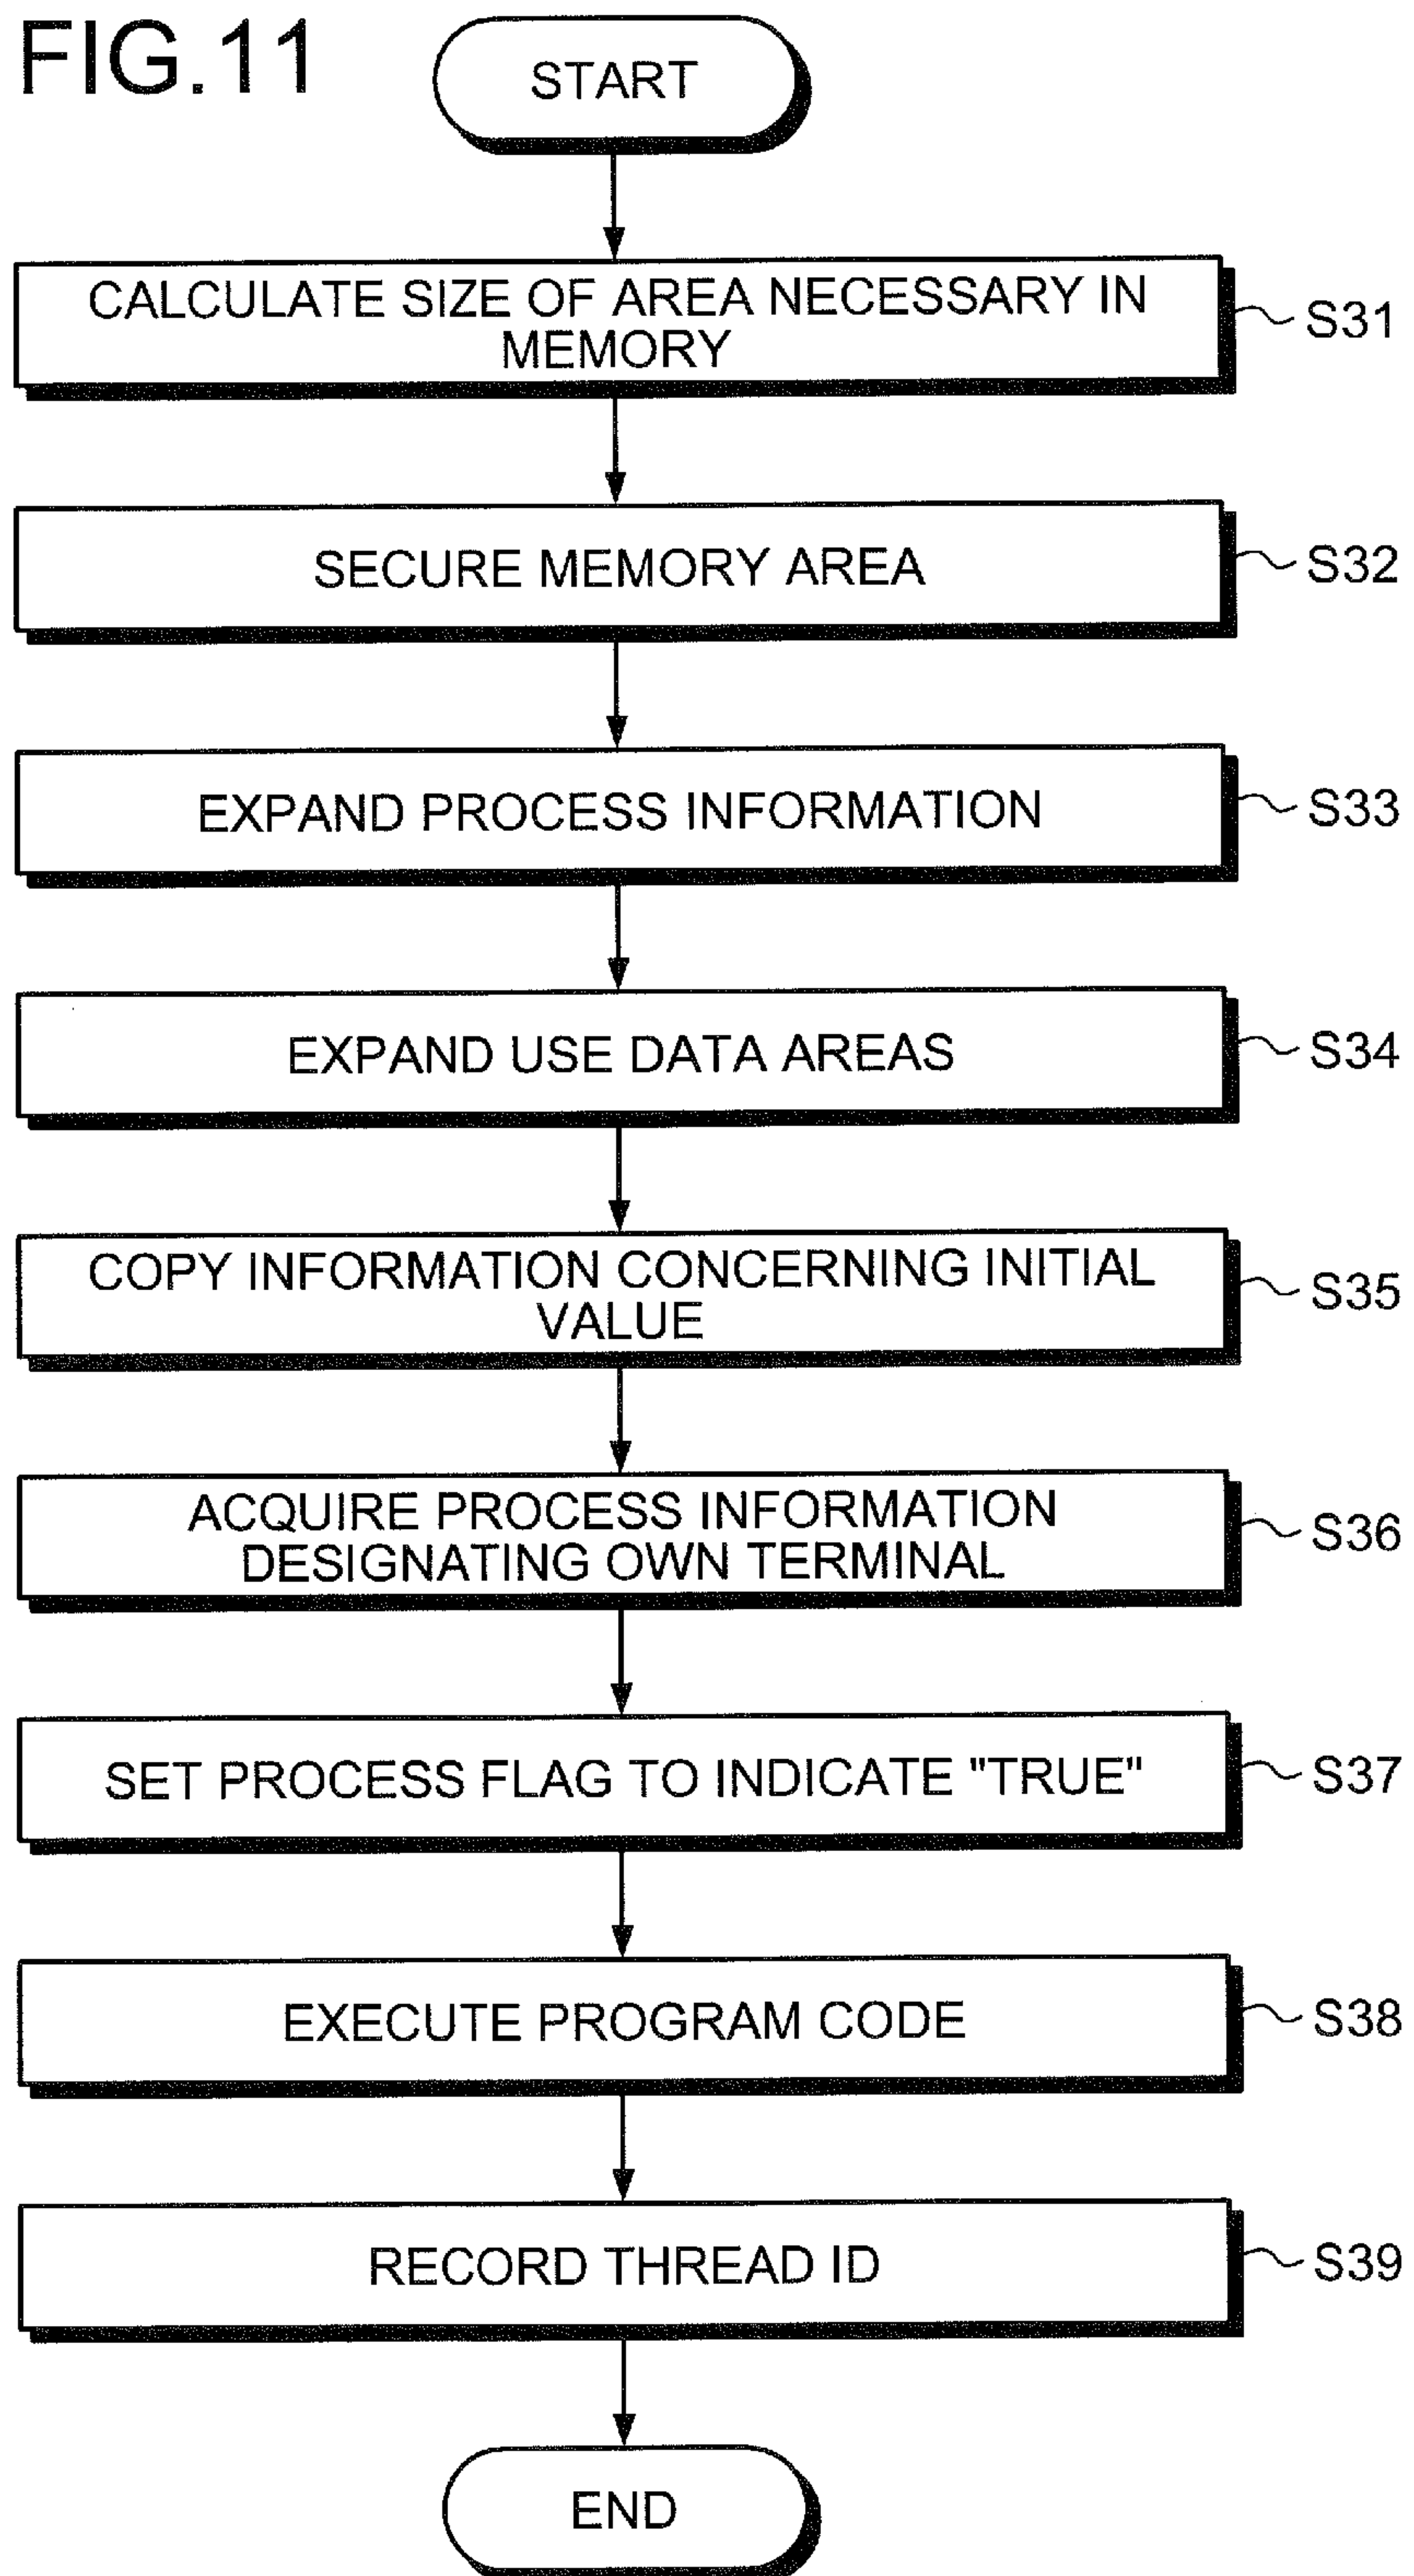 FIG.11
START
CALCULATE SIZE OF AREA NECESSARY IN
MEMORY
S31
SECURE MEMORY AREA
S32
EXPAND PROCESS INFORMATION
S33
EXPAND USE DATA AREAS
S34
COPY INFORMATION CONCERNING INITIAL
VALUE
S35
ACQUIRE PROCESS INFORMATION
DESIGNATING OWN TERMINAL
S36
SET PROCESS FLAG TO INDICATE "TRUE"
S37
EXECUTE PROGRAM CODE
S38
RECORD THREAD ID
S39
END